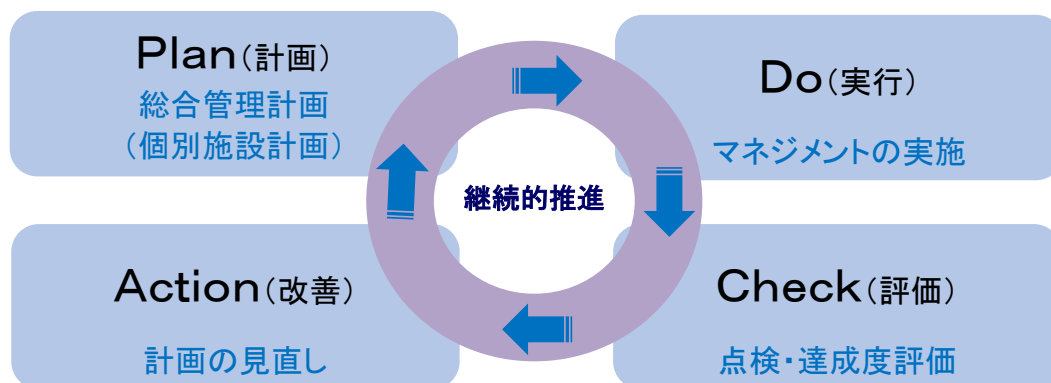 Plan(計画)
総合管理計画
(個別施設計画)
Do(実行)
マネジメントの実施
継続的推進
Action(改善)
計画の見直し
Check(評価)
点検・達成度評価